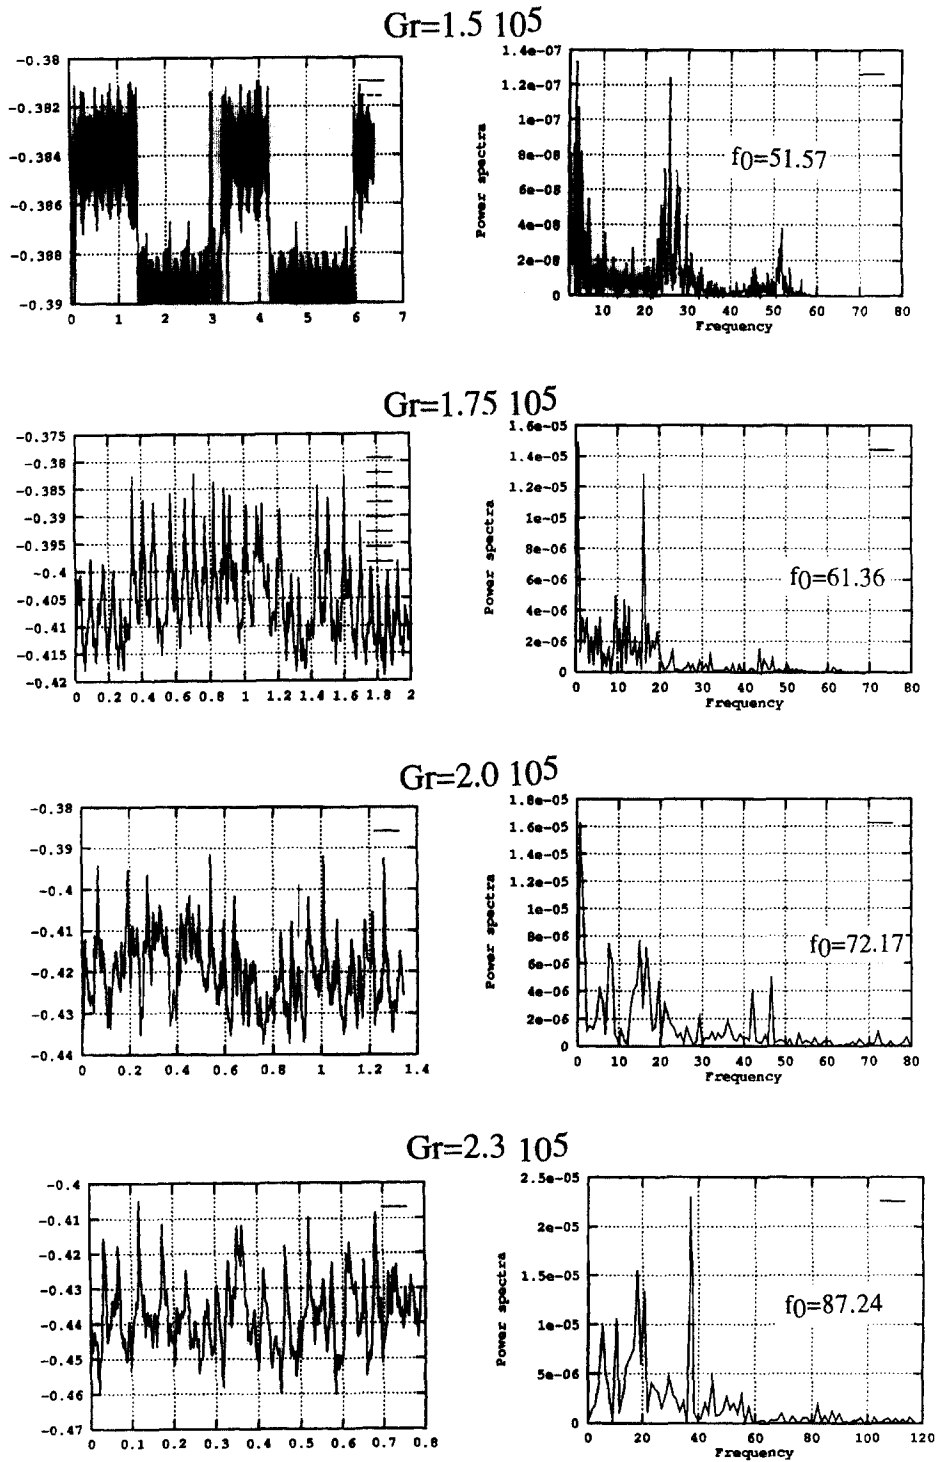 Gr=1.5 10⁵
-0.38
-0.382
-0.384
-0.386
-0.388
-0.39
0 1 2 3 4 5 6 7
1.4e-07
1.2e-07
1e-07
8e-08
6e-08
4e-08
2e-08
0
Power spectra
f0=51.57
10 20 30 40 50 60 70 80
Frequency
Gr=1.75 10⁵
-0.375
-0.38
-0.385
-0.39
-0.395
-0.4
-0.405
-0.41
-0.415
-0.42
0 0.2 0.4 0.6 0.8 1 1.2 1.4 1.6 1.8 2
1.6e-05
1.4e-05
1.2e-05
1e-05
8e-06
6e-06
4e-06
2e-06
0
Power spectra
f0=61.36
0 10 20 30 40 50 60 70 80
Frequency
Gr=2.0 10⁵
-0.38
-0.39
-0.4
-0.41
-0.42
-0.43
-0.44
0 0.2 0.4 0.6 0.8 1 1.2 1.4
1.8e-05
1.6e-05
1.4e-05
1.2e-05
1e-05
8e-06
6e-06
4e-06
2e-06
0
Power spectra
f0=72.17
0 10 20 30 40 50 60 70 80
Frequency
Gr=2.3 10⁵
-0.4
-0.41
-0.42
-0.43
-0.44
-0.45
-0.46
-0.47
0 0.1 0.2 0.3 0.4 0.5 0.6 0.7 0.8
2.5e-05
2e-05
1.5e-05
1e-05
5e-06
0
Power spectra
f0=87.24
0 20 40 60 80 100 120
Frequency